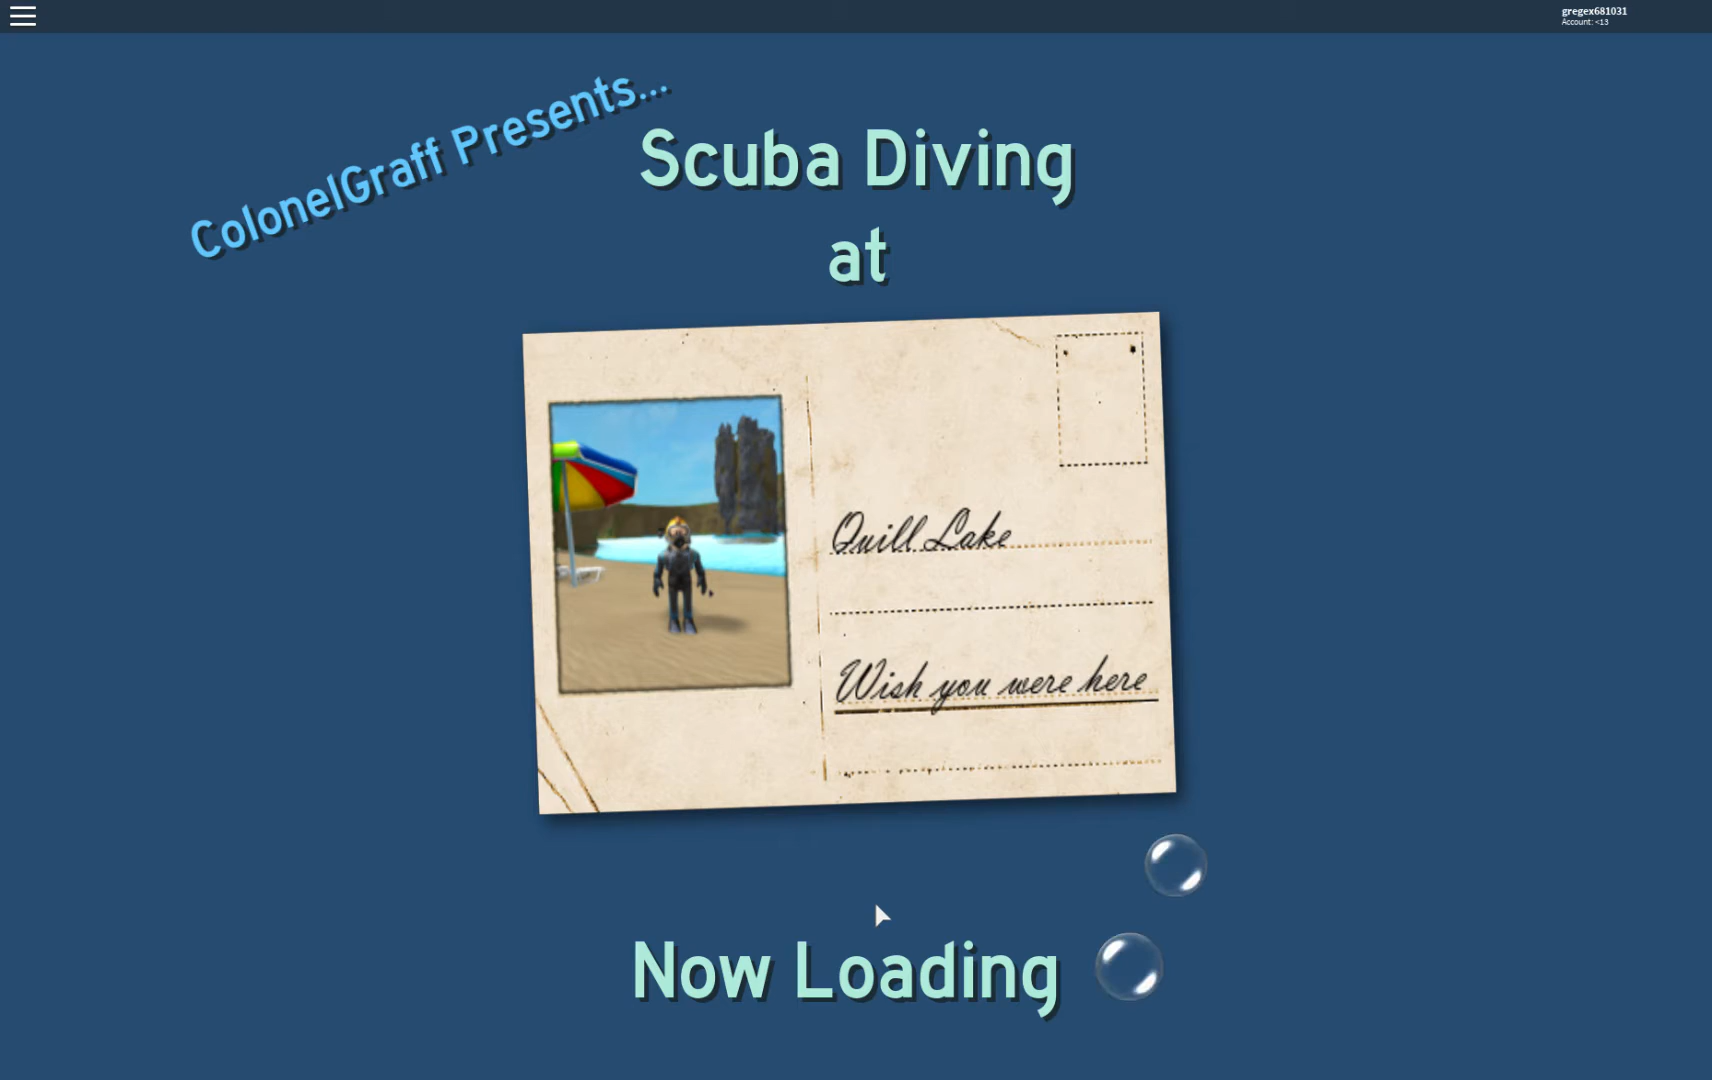 gregex681031
Account: <13
ColonelGraff Presents...
Scuba Diving
at
Quill Lake
Wish you were here
Now Loading